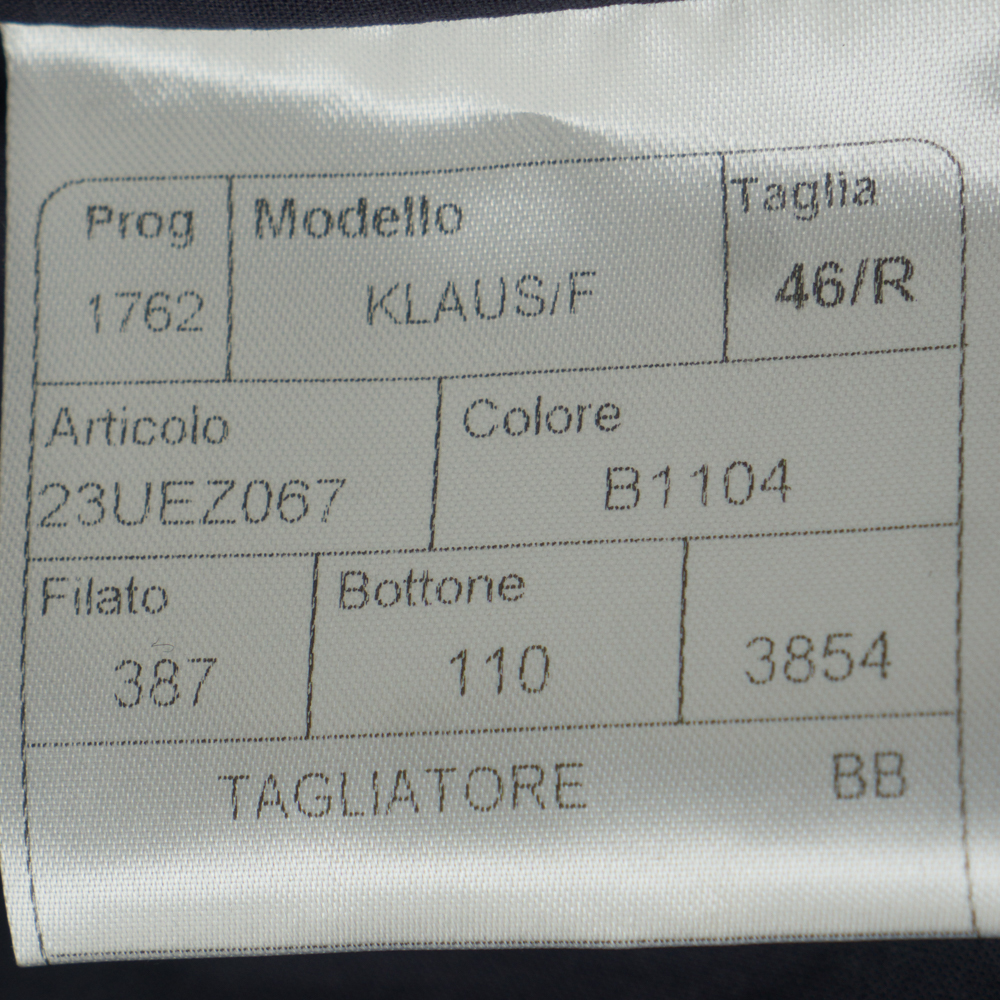 Prog Modello Taglia
1762 KLAUS/F 46/R
Articolo Colore
23UEZ067 B1104
Filato Bottone
387 110 3854
TAGLIATORE BB